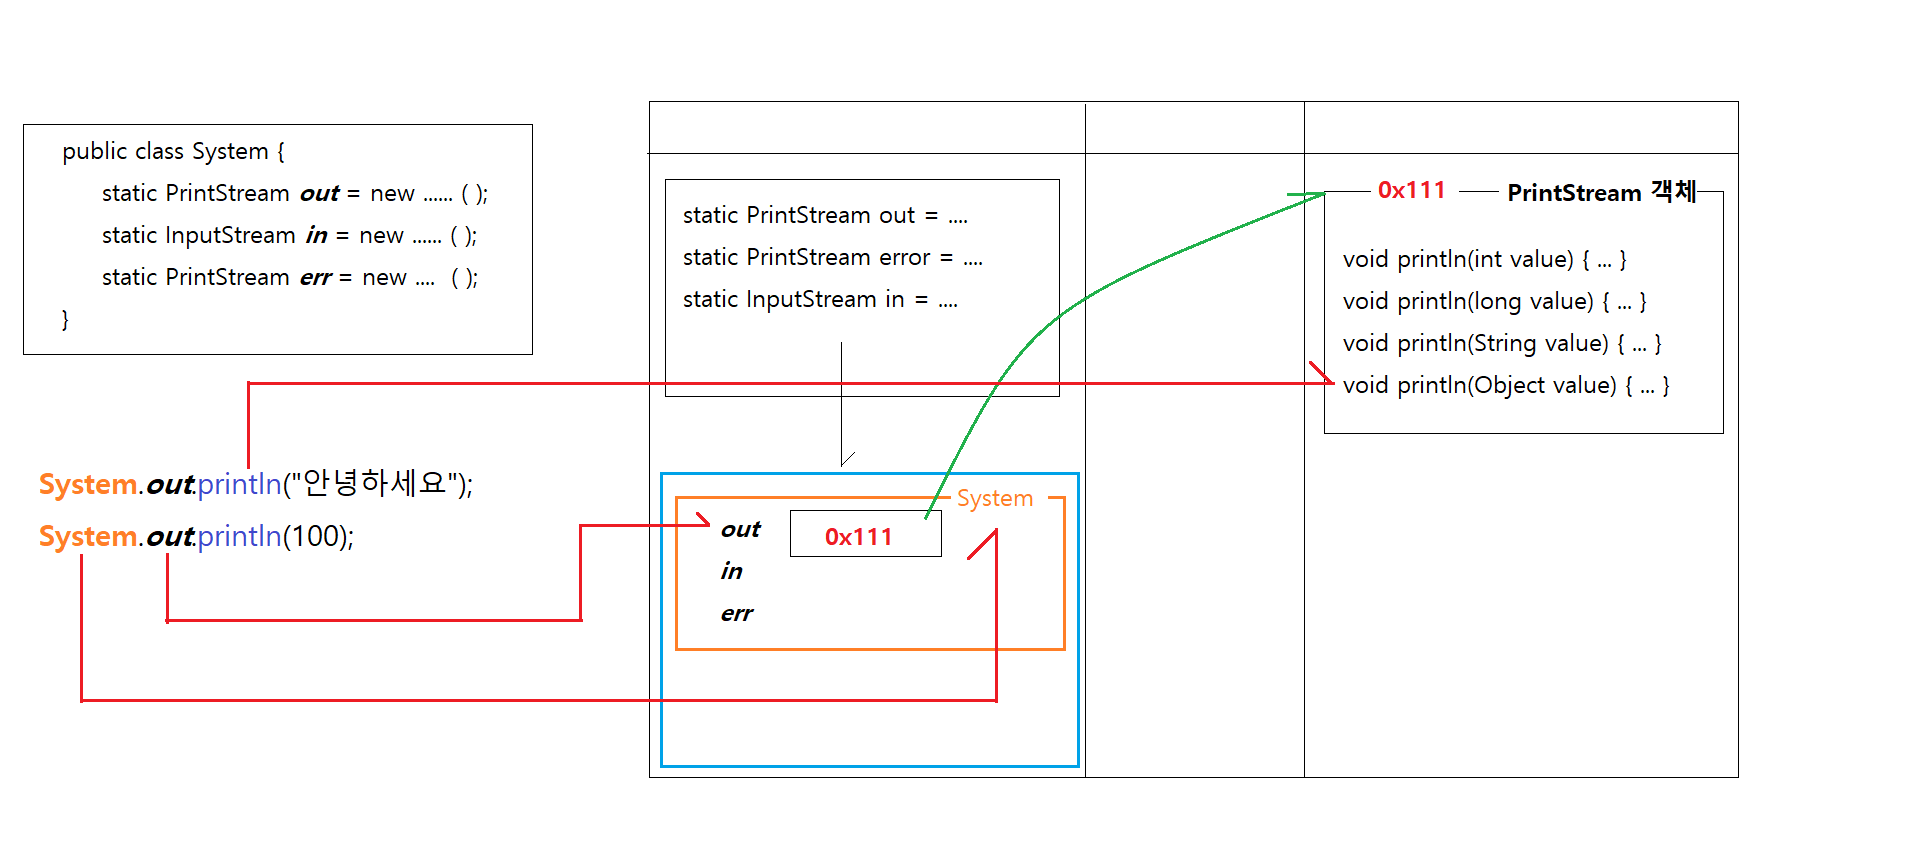 public class System {
static PrintStream out = new ...... ( );
static InputStream in = new ...... ( );
static PrintStream err = new .... ( );
}
System.out.println("안녕하세요");
System.out.println(100);
static PrintStream out = ....
static PrintStream error = ....
static InputStream in = ....
System
out 0x111
in
err
0x111 PrintStream 객체
void println(int value) { ... }
void println(long value) { ... }
void println(String value) { ... }
void println(Object value) { ... }